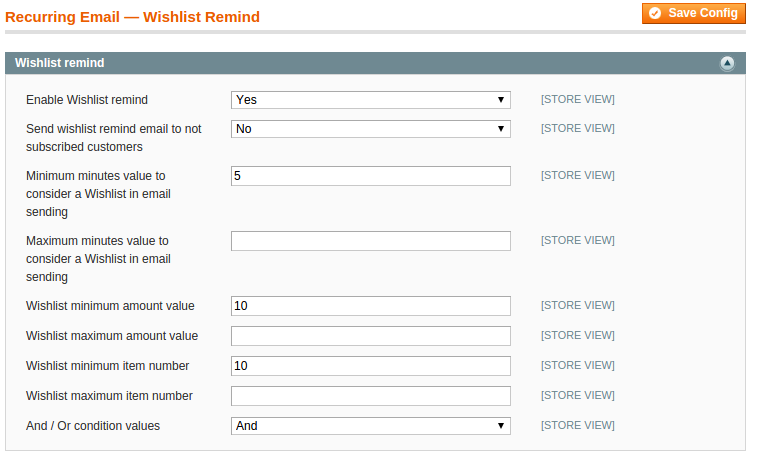 Recurring Email — Wishlist Remind
Save Config
Wishlist remind
Enable Wishlist remind Yes [STORE VIEW]
Send wishlist remind email to not No [STORE VIEW]
subscribed customers
Minimum minutes value to 5 [STORE VIEW]
consider a Wishlist in email
sending
Maximum minutes value to [STORE VIEW]
consider a Wishlist in email
sending
Wishlist minimum amount value 10 [STORE VIEW]
Wishlist maximum amount value [STORE VIEW]
Wishlist minimum item number 10 [STORE VIEW]
Wishlist maximum item number [STORE VIEW]
And / Or condition values And [STORE VIEW]